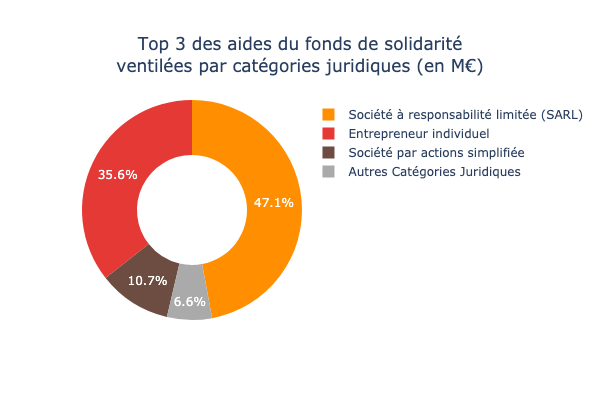 Top 3 des aides du fonds de solidarité
ventilées par catégories juridiques (en M€)
Société à responsabilité limitée (SARL)
Entrepreneur individuel
Société par actions simplifiée
Autres Catégories Juridiques
35.6%
47.1%
10.7%
6.6%